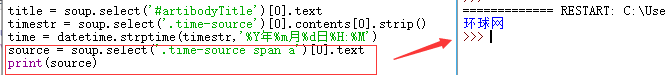 title = soup.select('#artibodyTitle')[0].text
timestr = soup.select('.time-source')[0].contents[0].strip()
time = datetime.strptime(timestr,'%Y年%m月%d日%H:%M')
source = soup.select('.time-source span a')[0].text
print(source)
============= RESTART: C:\Use
环球网
>>>